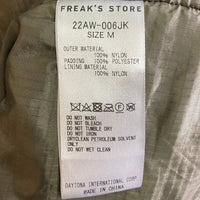 FREAK'S STORE
22AW-006JK
SIZE M
OUTER MATERIAL
100% NYLON
PADDING 100% POLYESTER
LINING MATERIAL
100% NYLON
DO NOT WASH
DO NOT BLEACH
DO NOT TUMBLE DRY
DO NOT IRON
DRYCLEAN PETROLEUM SOLVENT ONLY
DO NOT WET CLEAN
DAYTONA INTERNATIONAL CORP.
MADE IN CHINA